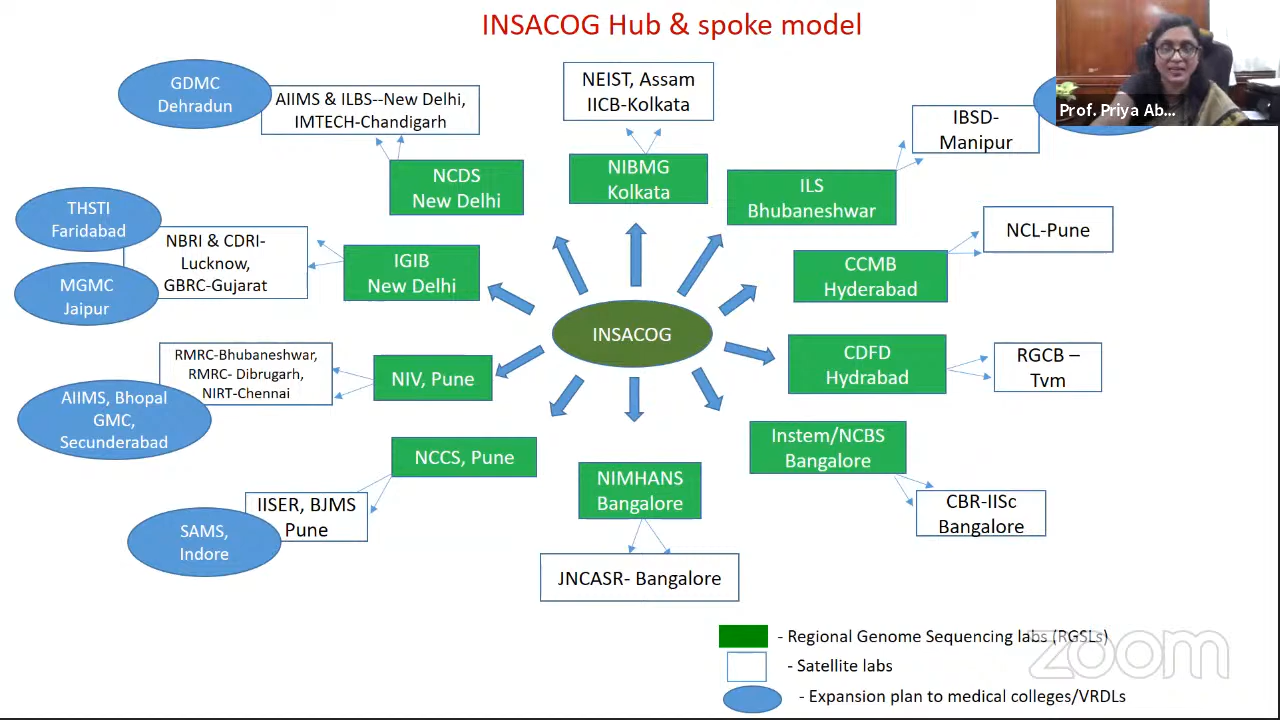 INSACOG Hub & spoke model
GDMC
Dehradun
AIIMS & ILBS--New Delhi,
IMTECH-Chandigarh
NCDS
New Delhi
NEIST, Assam
IICB-Kolkata
NIBMG
Kolkata
IBSD-
Manipur
ILS
Bhubaneshwar
Prof. Priya Ab...
THSTI
Faridabad
NBRI & CDRI-
Lucknow,
GBRC-Gujarat
MGMC
Jaipur
IGIB
New Delhi
NCL-Pune
CCMB
Hyderabad
INSACOG
RMRC-Bhubaneshwar,
RMRC- Dibrugarh,
NIRT-Chennai
AIIMS, Bhopal
GMC,
Secunderabad
NIV, Pune
CDFD
Hydrabad
RGCB –
Tvm
NCCS, Pune
IISER, BJMS
Pune
SAMS,
Indore
NIMHANS
Bangalore
JNCASR- Bangalore
Instem/NCBS
Bangalore
CBR-IISc
Bangalore
- Regional Genome Sequencing labs (RGSLs)
- Satellite labs
- Expansion plan to medical colleges/VRDLs
zoom